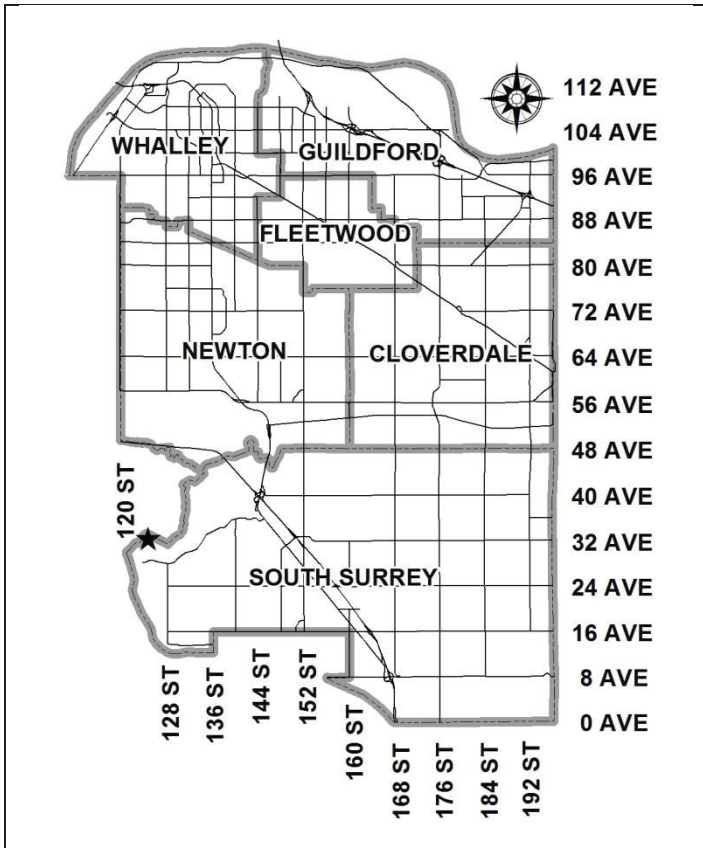 112 AVE
104 AVE
WHALLEY
GUILDFORD
96 AVE
88 AVE
FLEETWOOD
80 AVE
72 AVE
NEWTON
CLOVERDALE
64 AVE
56 AVE
48 AVE
120 ST
40 AVE
32 AVE
SOUTH SURREY
24 AVE
16 AVE
8 AVE
0 AVE
128 ST
136 ST
144 ST
152 ST
160 ST
168 ST
176 ST
184 ST
192 ST